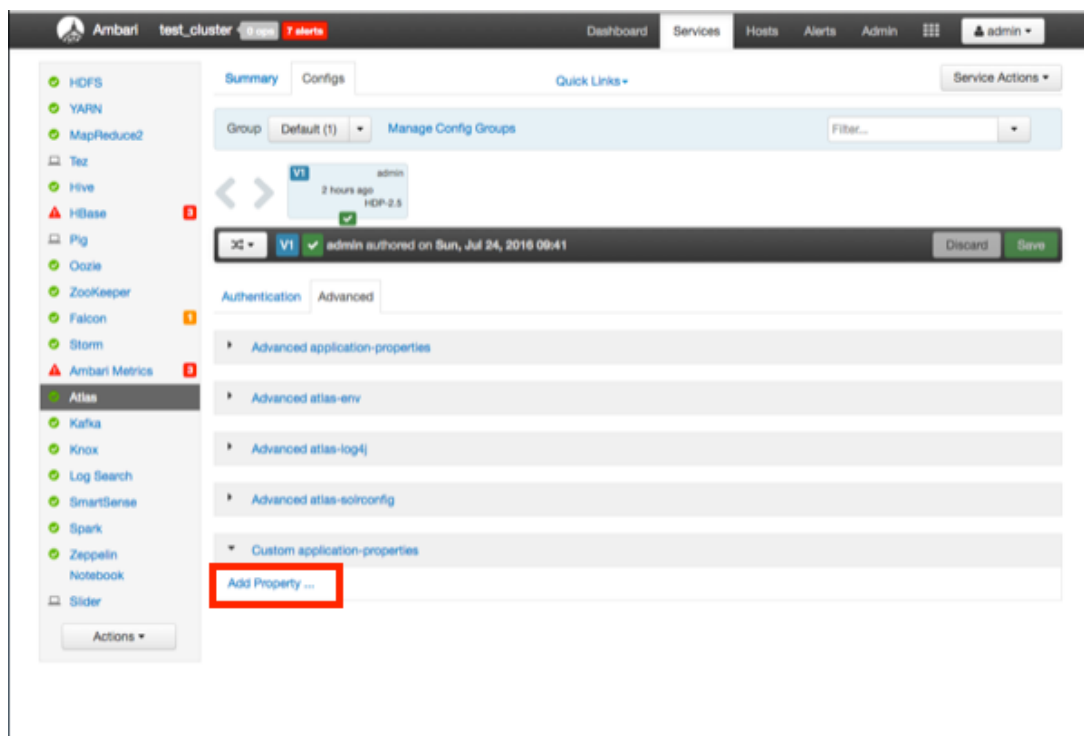 Ambari test_cluster 0 ops 7 alerts Dashboard Services Hosts Alerts Admin admin
HDFS
YARN
MapReduce2
Tez
Hive
HBase 3
Pig
Oozie
ZooKeeper
Falcon 1
Storm
Ambari Metrics 3
Atlas
Kafka
Knox
Log Search
SmartSense
Spark
Zeppelin
Notebook
Slider
Actions
Summary Configs Quick Links Service Actions
Group Default (1) Manage Config Groups Filter...
V1 admin
2 hours ago
HDP-2.5
V1 admin authored on Sun, Jul 24, 2016 09:41 Discard Save
Authentication Advanced
Advanced application-properties
Advanced atlas-env
Advanced atlas-log4j
Advanced atlas-solrconfig
Custom application-properties
Add Property ...